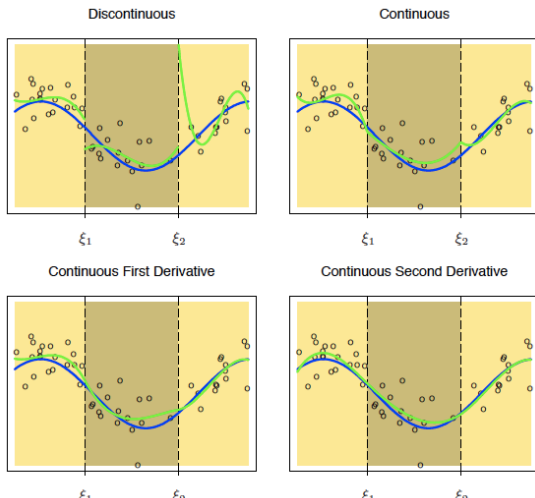 Discontinuous
Continuous
ξ1
ξ2
ξ1
ξ2
Continuous First Derivative
Continuous Second Derivative